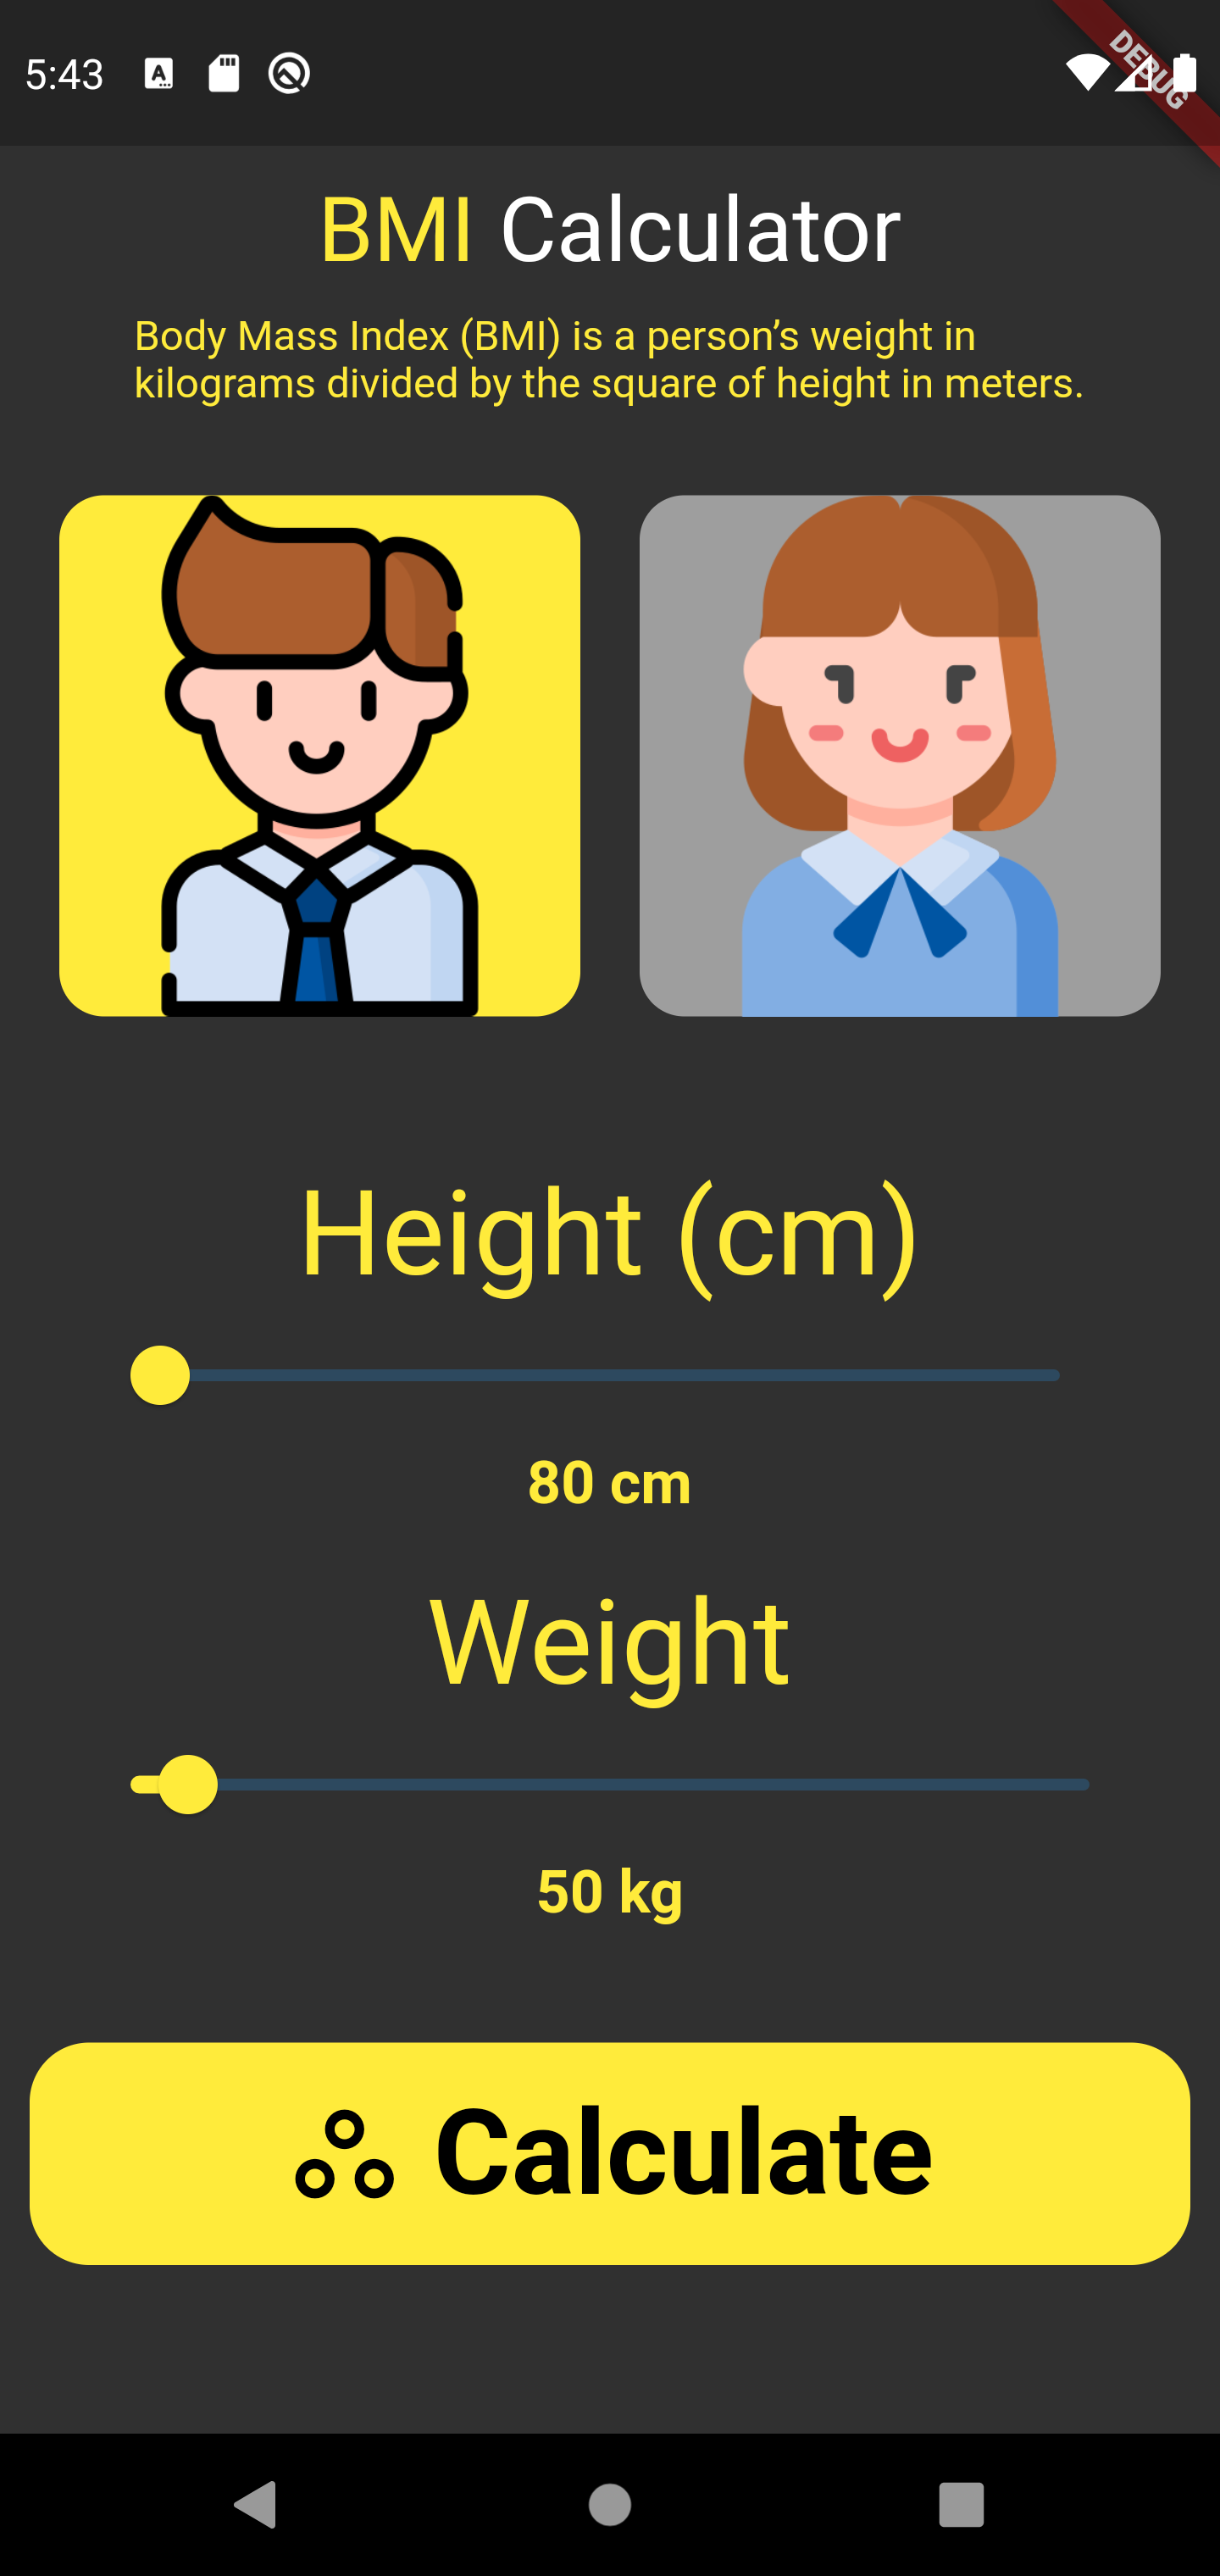 5:43
A
DEBUG
BMI Calculator
Body Mass Index (BMI) is a person’s weight in
kilograms divided by the square of height in meters.
Height (cm)
80 cm
Weight
50 kg
Calculate